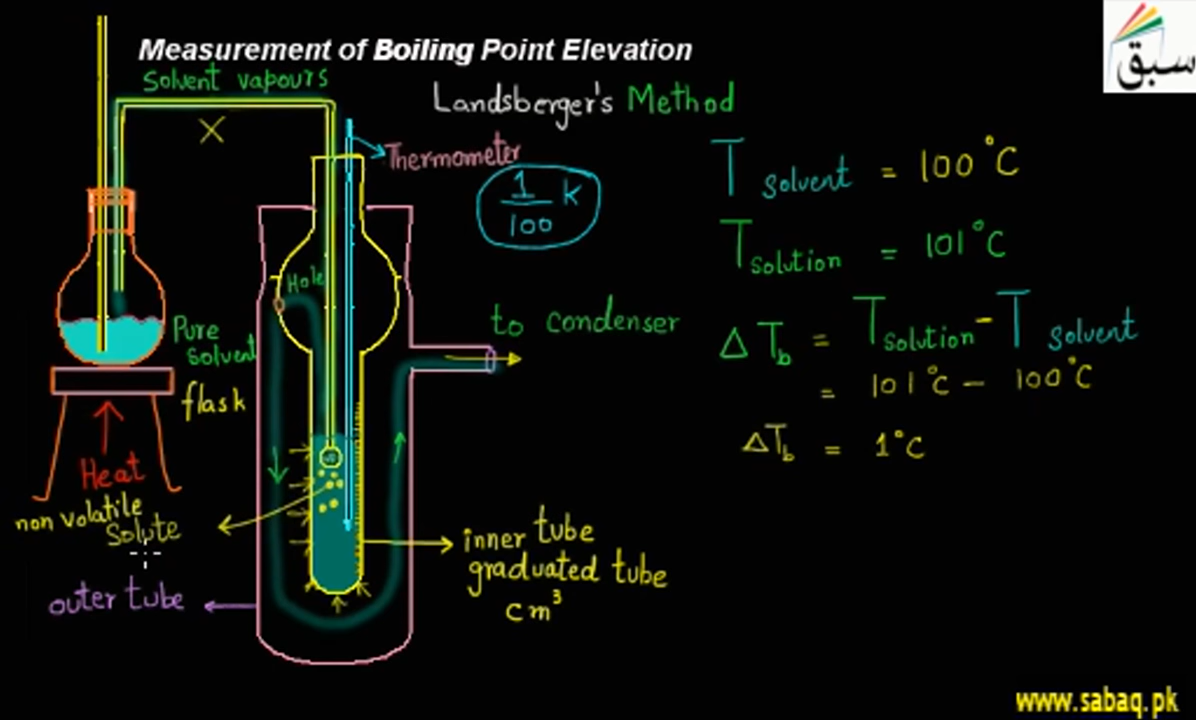 Measurement of Boiling Point Elevation
سبق
Solvent vapours
Landsberger's Method
X
Thermometer
1/100 K
T solvent = 100°C
T solution = 101°C
Hole
to condenser
Pure solvent
flask
Δ Tb = T solution - T solvent
= 101°C - 100°C
ΔTb = 1°C
Heat
non volatile
Solute
inner tube
graduated tube
cm³
outer tube
www.sabaq.pk